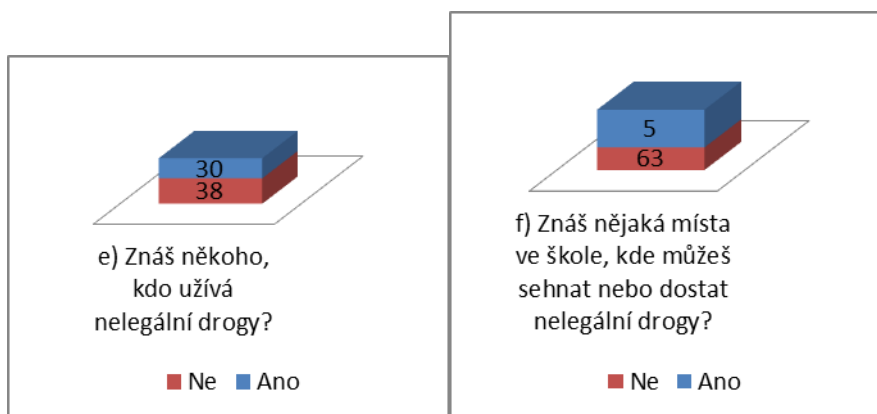 30
38
e) Znáš někoho,
kdo užívá
nelegální drogy?
Ne Ano
5
63
f) Znáš nějaká místa
ve škole, kde můžeš
sehnat nebo dostat
nelegální drogy?
Ne Ano